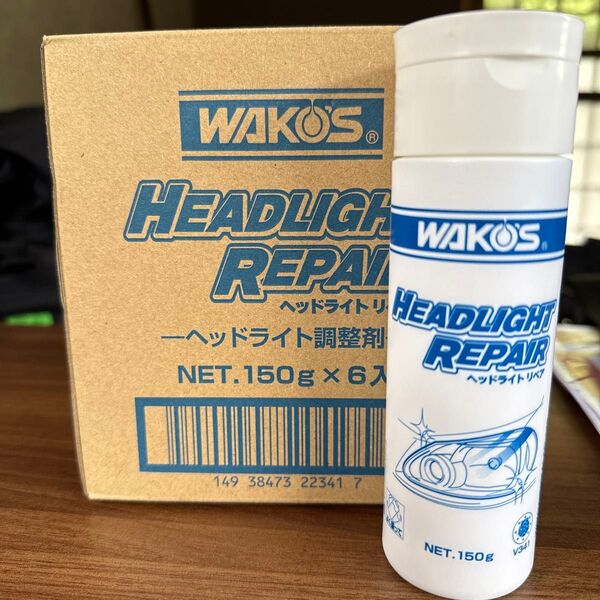 WAKO'S®
HEADLIGH
REPAIR
ヘッドライト リペ
―ヘッドライト調整剤
NET.150g×6入
149 38473 22341 7
WAKO'S®
HEADLIGHT
REPAIR
ヘッドライト リペア
NET.150g
V341